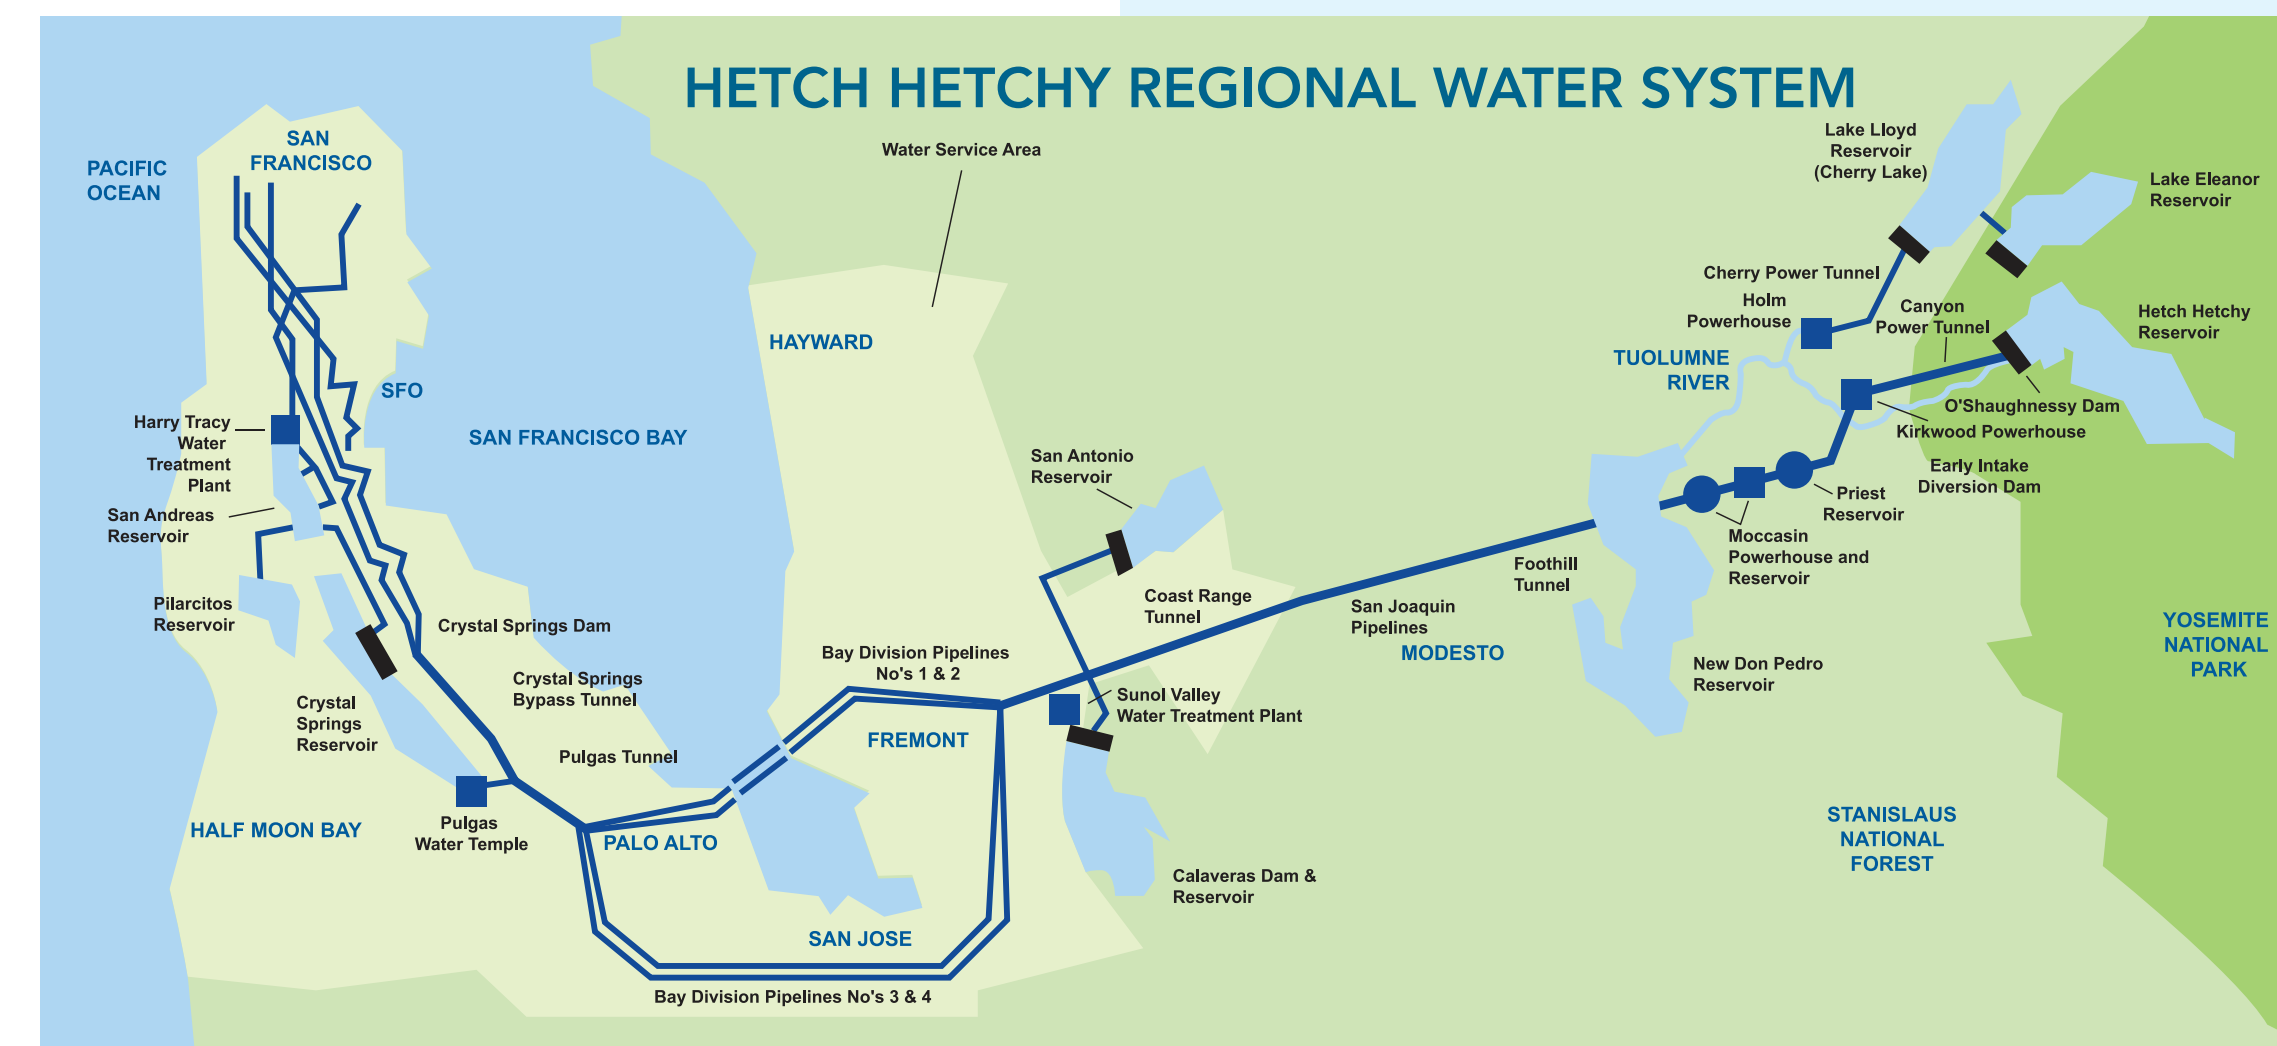 HETCH HETCHY REGIONAL WATER SYSTEM
SAN
FRANCISCO
PACIFIC
OCEAN
Water Service Area
Lake Lloyd
Reservoir
(Cherry Lake)
Lake Eleanor
Reservoir
Cherry Power Tunnel
Holm
Powerhouse
Canyon
Power Tunnel
Hetch Hetchy
Reservoir
HAYWARD
TUOLUMNE
RIVER
SFO
O'Shaughnessy Dam
Kirkwood Powerhouse
Harry Tracy
Water
Treatment
Plant
SAN FRANCISCO BAY
San Antonio
Reservoir
Early Intake
Diversion Dam
Priest
Reservoir
San Andreas
Reservoir
Moccasin
Powerhouse and
Reservoir
Foothill
Tunnel
Pilarcitos
Reservoir
Coast Range
Tunnel
San Joaquin
Pipelines
MODESTO
YOSEMITE
NATIONAL
PARK
Crystal Springs Dam
Bay Division Pipelines
No's 1 & 2
New Don Pedro
Reservoir
Crystal Springs
Bypass Tunnel
Crystal
Springs
Reservoir
Sunol Valley
Water Treatment Plant
FREMONT
Pulgas Tunnel
HALF MOON BAY
Pulgas
Water Temple
PALO ALTO
STANISLAUS
NATIONAL
FOREST
Calaveras Dam &
Reservoir
SAN JOSE
Bay Division Pipelines No's 3 & 4